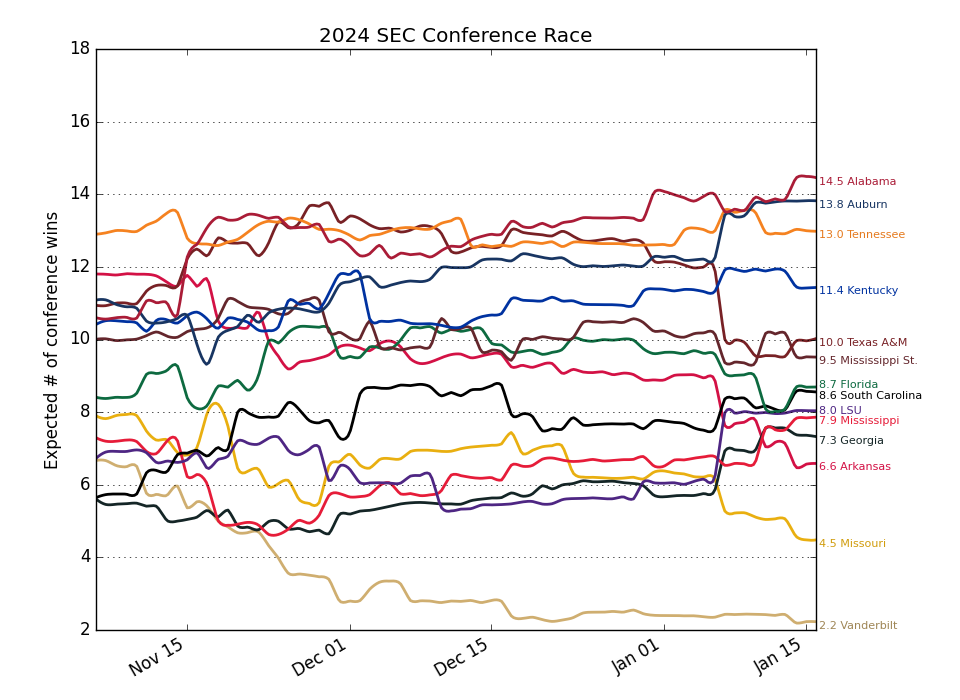 2024 SEC Conference Race
Expected # of conference wins
18
16
14
12
10
8
6
4
2
Nov 15
Dec 01
Dec 15
Jan 01
Jan 15
14.5 Alabama
13.8 Auburn
13.0 Tennessee
11.4 Kentucky
10.0 Texas A&M
9.5 Mississippi St.
8.7 Florida
8.6 South Carolina
8.0 LSU
7.9 Mississippi
7.3 Georgia
6.6 Arkansas
4.5 Missouri
2.2 Vanderbilt